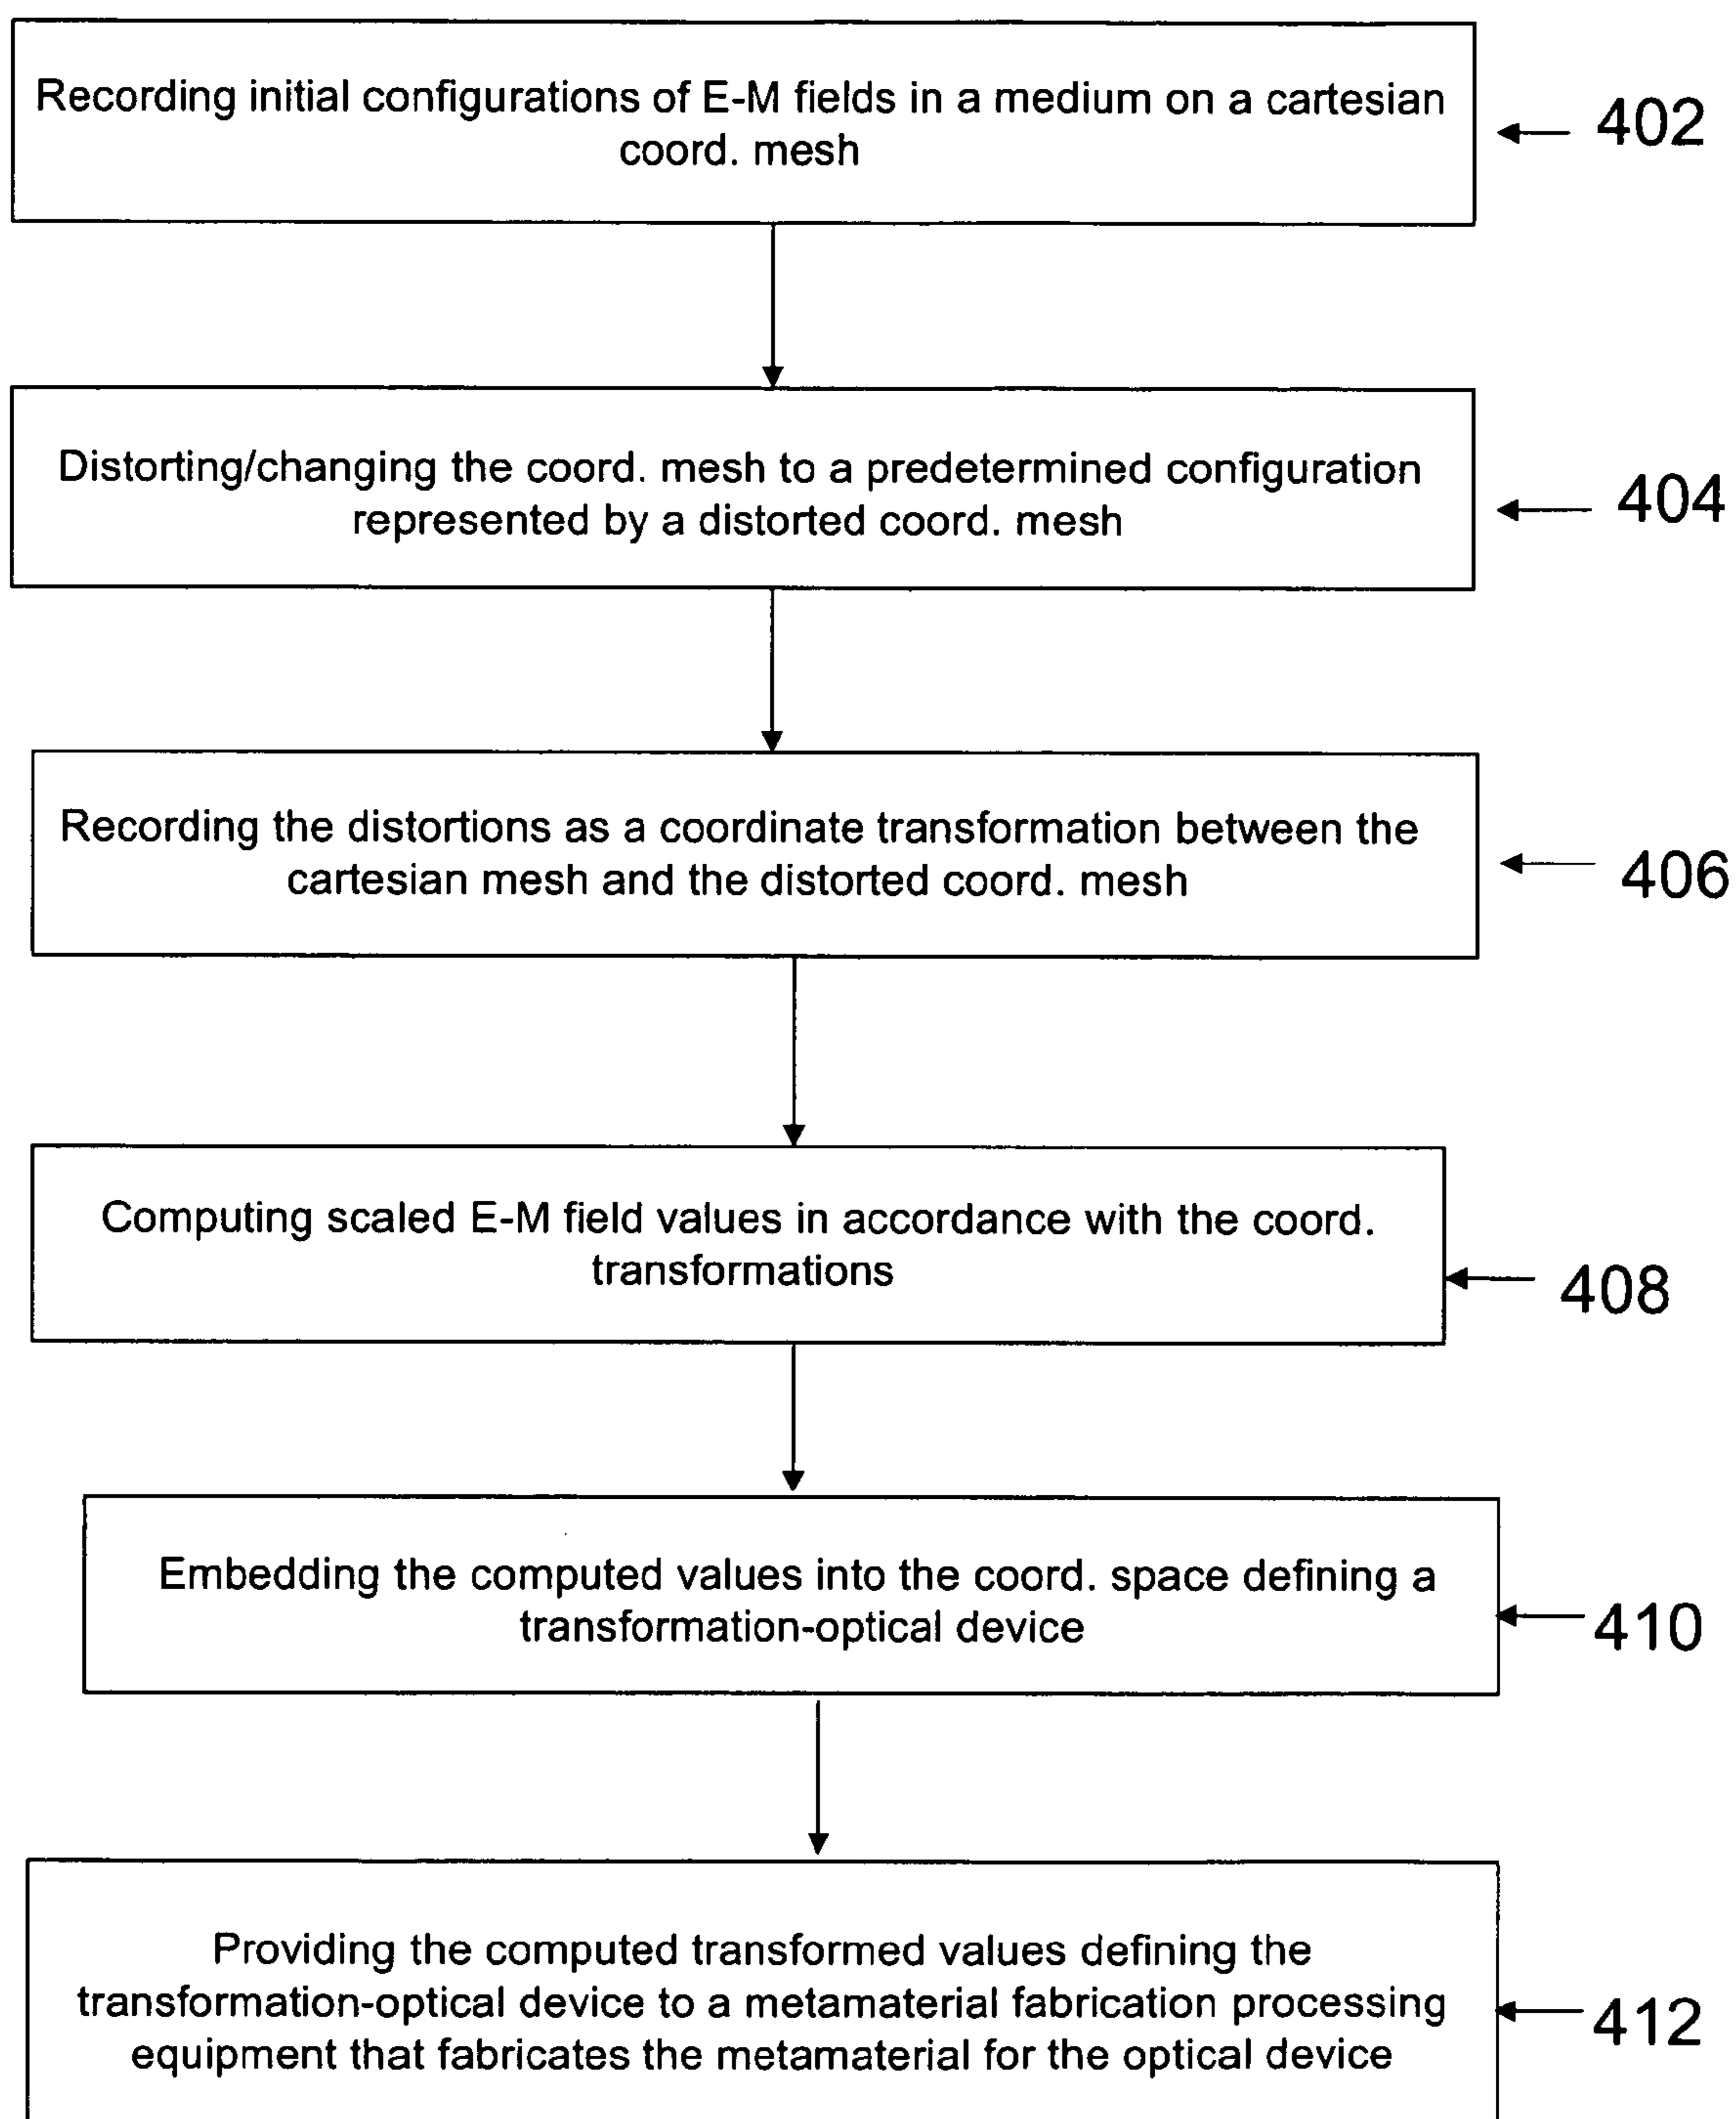 Recording initial configurations of E-M fields in a medium on a cartesian
coord. mesh
402
Distorting/changing the coord. mesh to a predetermined configuration
represented by a distorted coord. mesh
404
Recording the distortions as a coordinate transformation between the
cartesian mesh and the distorted coord. mesh
406
Computing scaled E-M field values in accordance with the coord.
transformations
408
Embedding the computed values into the coord. space defining a
transformation-optical device
410
Providing the computed transformed values defining the
transformation-optical device to a metamaterial fabrication processing
equipment that fabricates the metamaterial for the optical device
412